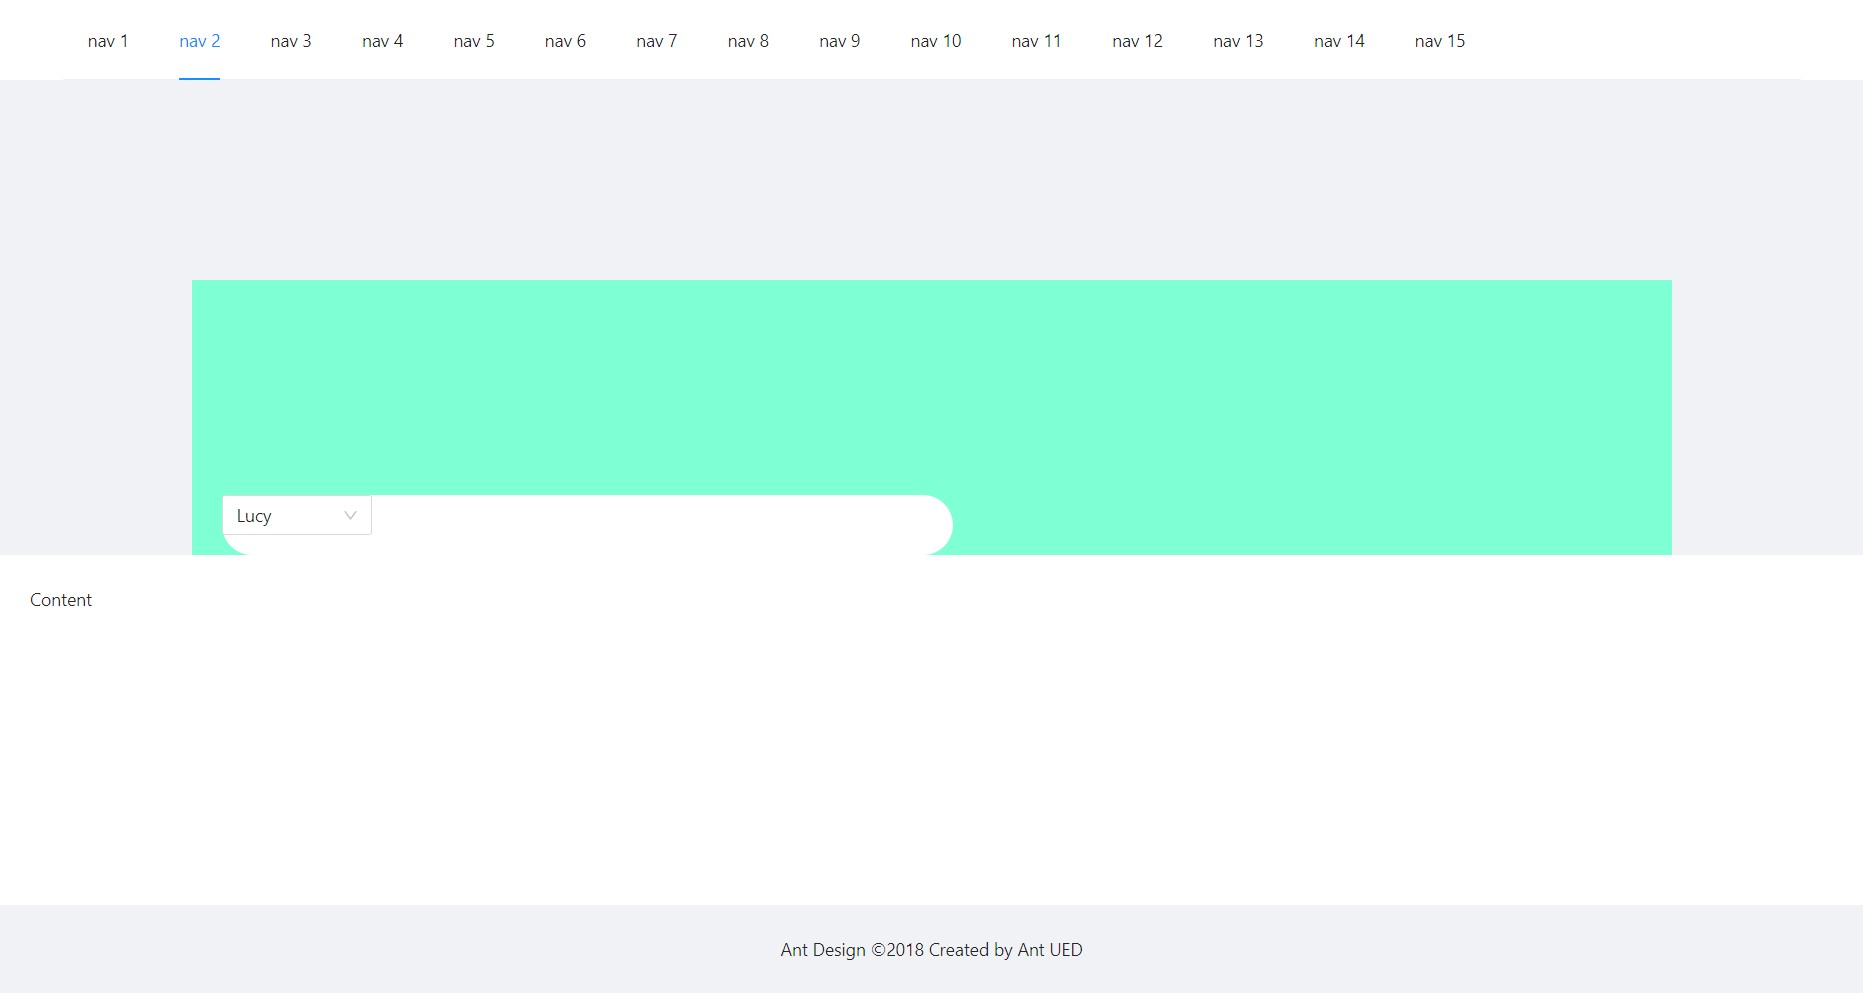 nav 1 nav 2 nav 3 nav 4 nav 5 nav 6 nav 7 nav 8 nav 9 nav 10 nav 11 nav 12 nav 13 nav 14 nav 15
Lucy
Content
Ant Design ©2018 Created by Ant UED